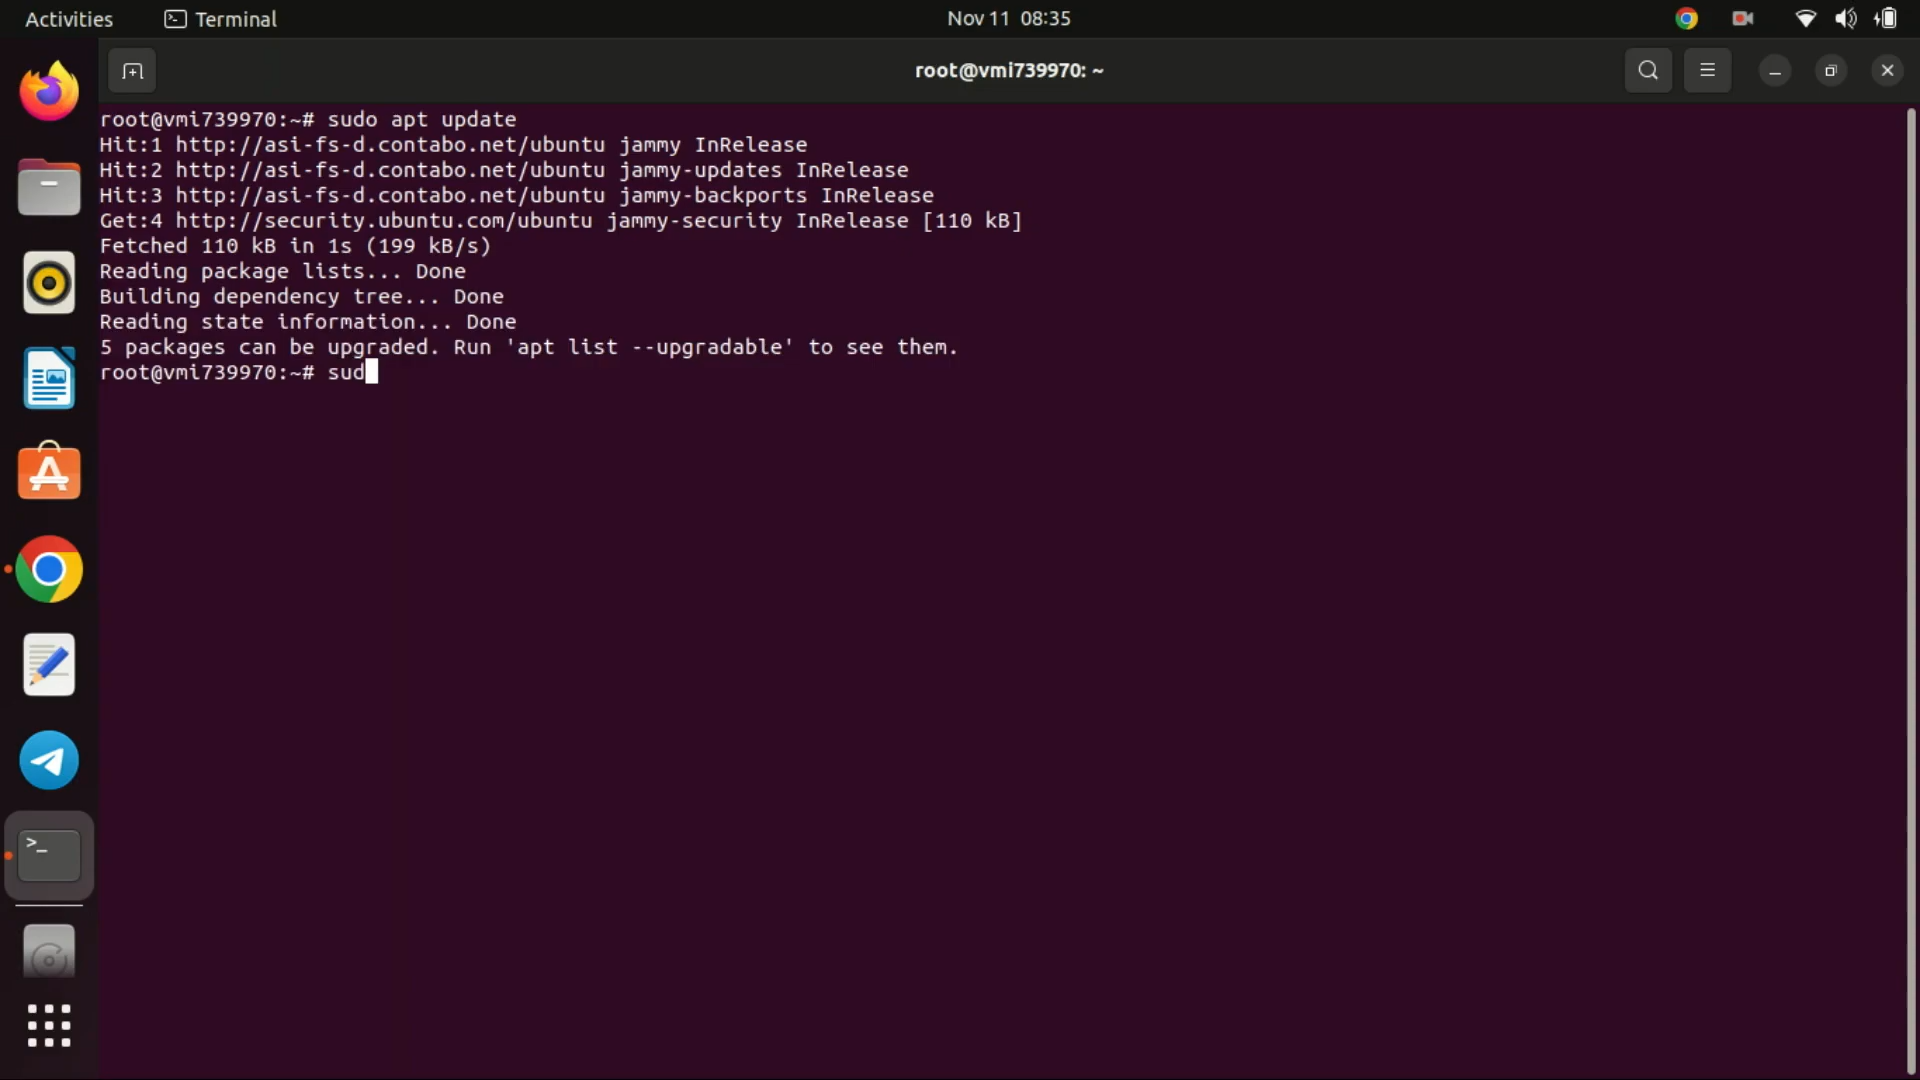 Activities
Terminal
Nov 11 08:35
root@vmi739970: ~
root@vmi739970:~# sudo apt update
Hit:1 http://asi-fs-d.contabo.net/ubuntu jammy InRelease
Hit:2 http://asi-fs-d.contabo.net/ubuntu jammy-updates InRelease
Hit:3 http://asi-fs-d.contabo.net/ubuntu jammy-backports InRelease
Get:4 http://security.ubuntu.com/ubuntu jammy-security InRelease [110 kB]
Fetched 110 kB in 1s (199 kB/s)
Reading package lists... Done
Building dependency tree... Done
Reading state information... Done
5 packages can be upgraded. Run 'apt list --upgradable' to see them.
root@vmi739970:~# sud